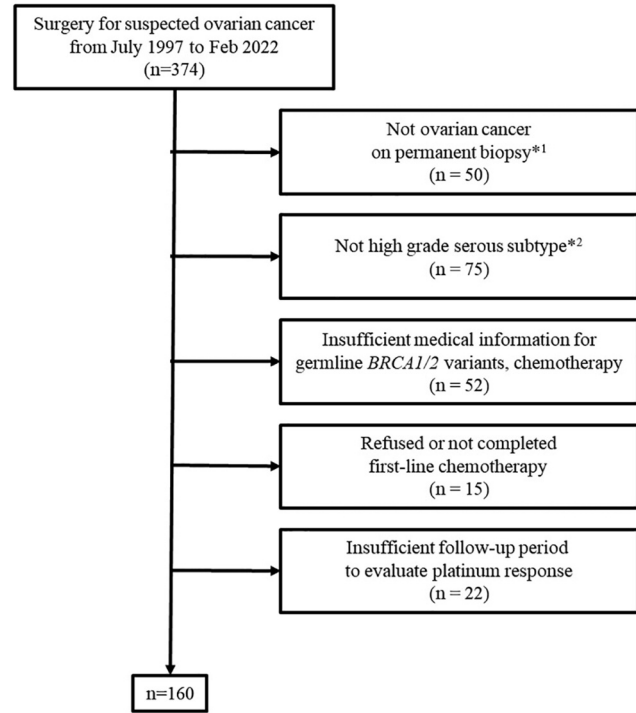 Surgery for suspected ovarian cancer
from July 1997 to Feb 2022
(n=374)
Not ovarian cancer
on permanent biopsy*1
(n = 50)
Not high grade serous subtype*2
(n = 75)
Insufficient medical information for
germline BRCA1/2 variants, chemotherapy
(n = 52)
Refused or not completed
first-line chemotherapy
(n = 15)
Insufficient follow-up period
to evaluate platinum response
(n = 22)
n=160